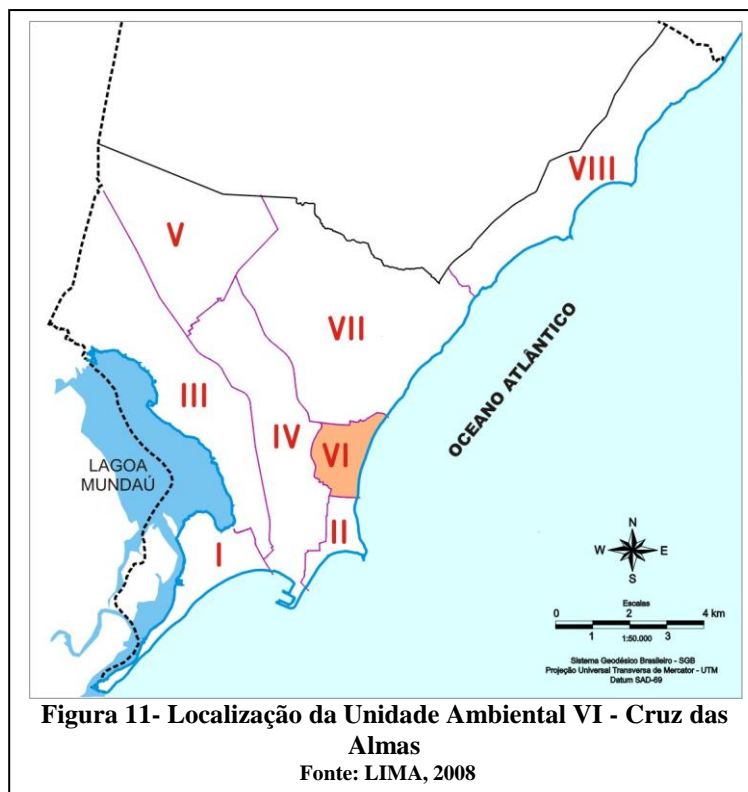 VIII
V
VII
OCEANO ATLÂNTICO
III
IV
VI
LAGOA
MUNDAÚ
II
I
N
W E
S
Escalas
0 2 4 km
1 1:50.000 3
Sistema Geodésico Brasileiro - SGB
Projeção Universal Transversa de Mercator - UTM
Datum SAD-69
Figura 11- Localização da Unidade Ambiental VI - Cruz das
Almas
Fonte: LIMA, 2008